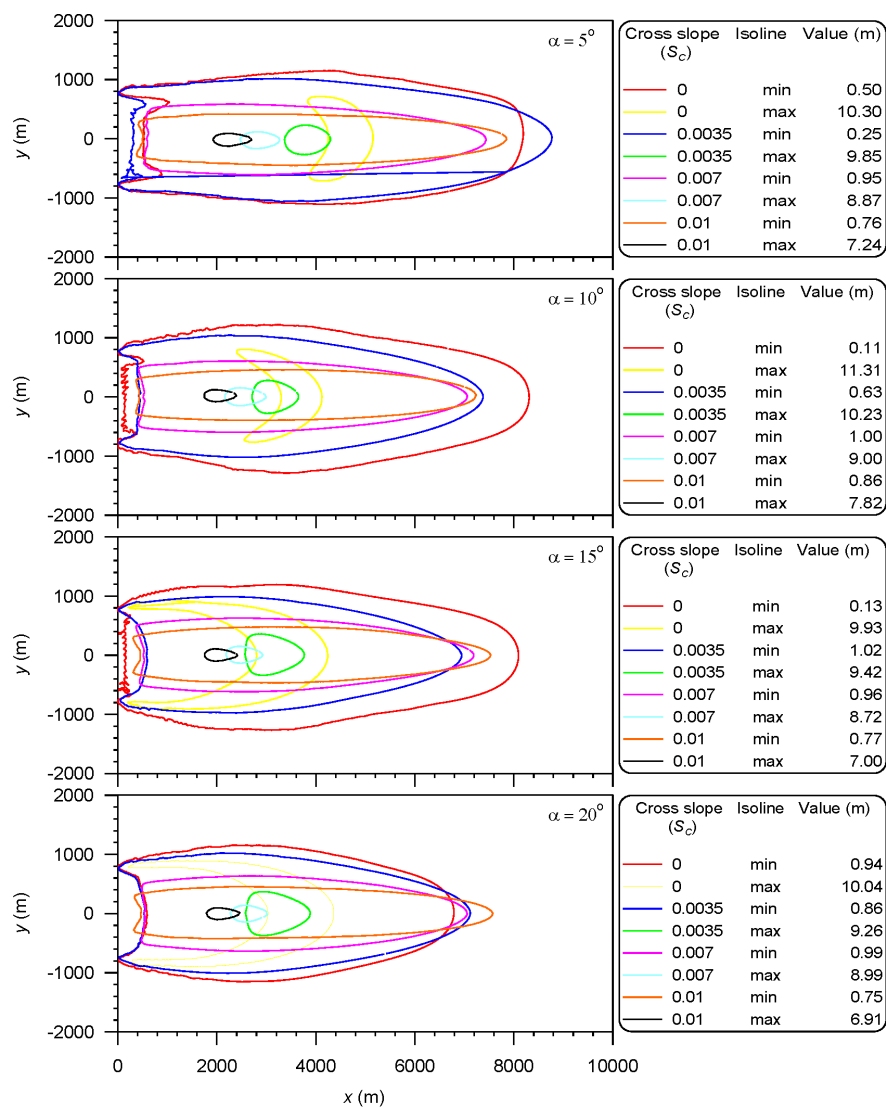 2000
1000
0
-1000
-2000
y (m)
α = 5°
Cross slope Isoline Value (m)
(Sc)
0 min 0.50
0 max 10.30
0.0035 min 0.25
0.0035 max 9.85
0.007 min 0.95
0.007 max 8.87
0.01 min 0.76
0.01 max 7.24
2000
1000
0
-1000
-2000
y (m)
α = 10°
Cross slope Isoline Value (m)
(Sc)
0 min 0.11
0 max 11.31
0.0035 min 0.63
0.0035 max 10.23
0.007 min 1.00
0.007 max 9.00
0.01 min 0.86
0.01 max 7.82
2000
1000
0
-1000
-2000
y (m)
α = 15°
Cross slope Isoline Value (m)
(Sc)
0 min 0.13
0 max 9.93
0.0035 min 1.02
0.0035 max 9.42
0.007 min 0.96
0.007 max 8.72
0.01 min 0.77
0.01 max 7.00
2000
1000
0
-1000
-2000
y (m)
α = 20°
Cross slope Isoline Value (m)
(Sc)
0 min 0.94
0 max 10.04
0.0035 min 0.86
0.0035 max 9.26
0.007 min 0.99
0.007 max 8.99
0.01 min 0.75
0.01 max 6.91
0 2000 4000 6000 8000 10000
x (m)